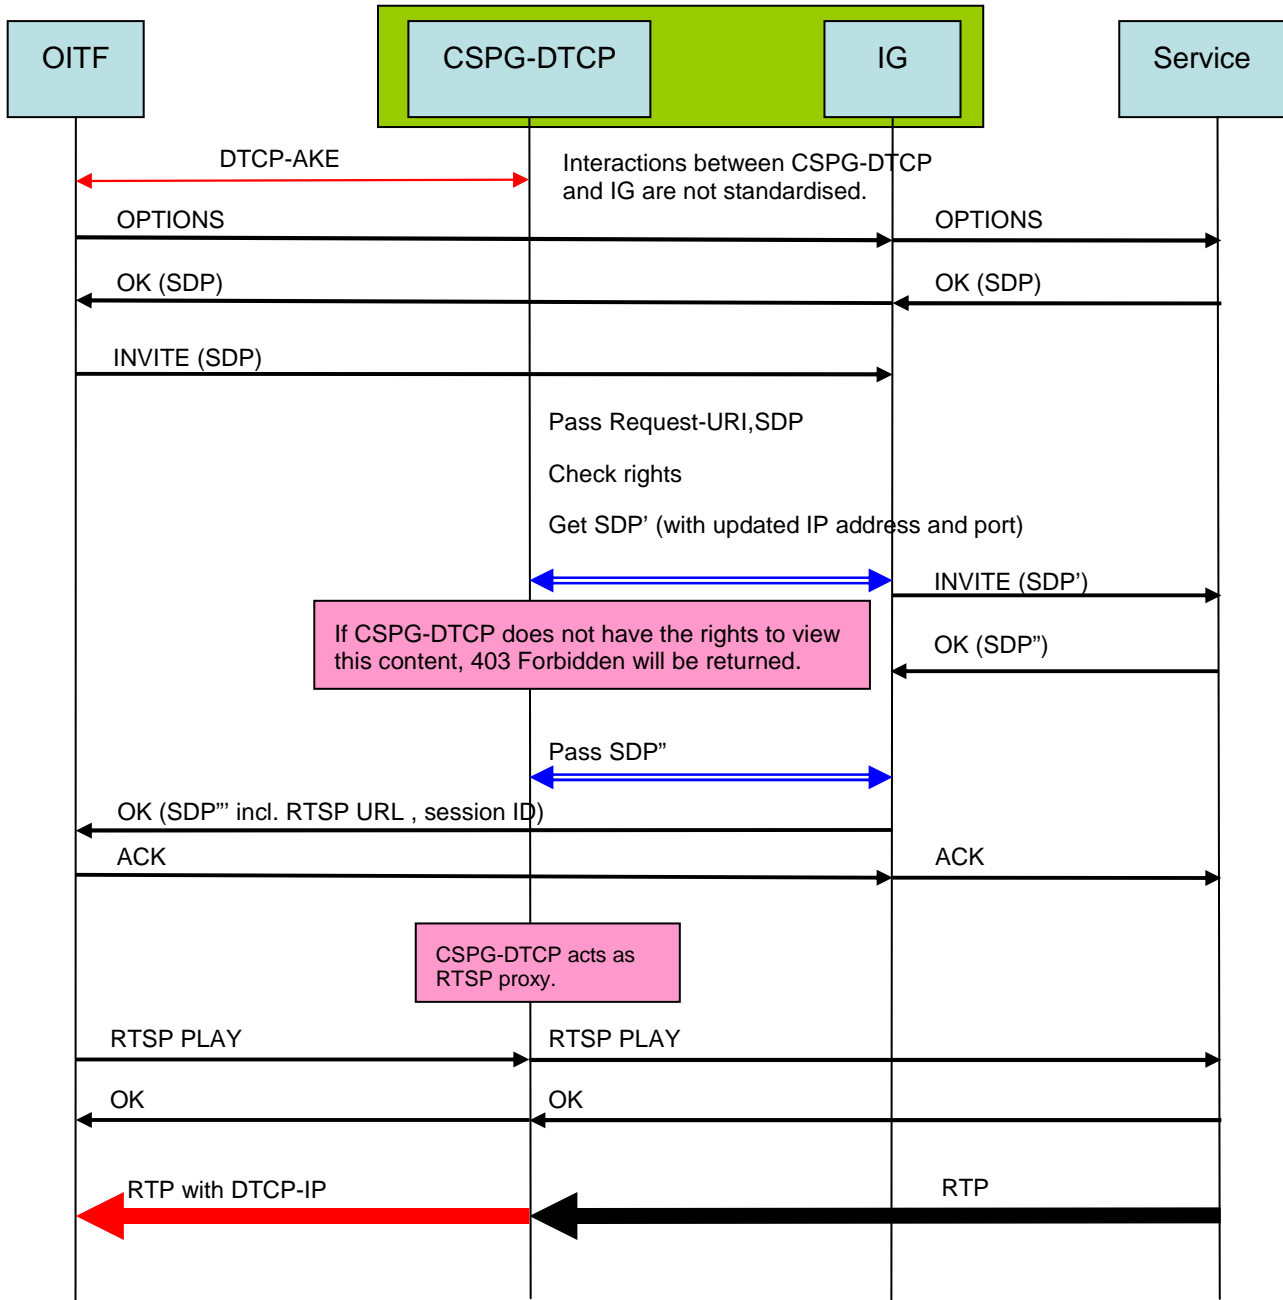 OITF
CSPG-DTCP
IG
Service
DTCP-AKE
Interactions between CSPG-DTCP
and IG are not standardised.
OPTIONS
OPTIONS
OK (SDP)
OK (SDP)
INVITE (SDP)
Pass Request-URI,SDP
Check rights
Get SDP’ (with updated IP address and port)
INVITE (SDP’)
If CSPG-DTCP does not have the rights to view
this content, 403 Forbidden will be returned.
OK (SDP”)
Pass SDP”
OK (SDP”’ incl. RTSP URL , session ID)
ACK
ACK
CSPG-DTCP acts as
RTSP proxy.
RTSP PLAY
RTSP PLAY
OK
OK
RTP with DTCP-IP
RTP